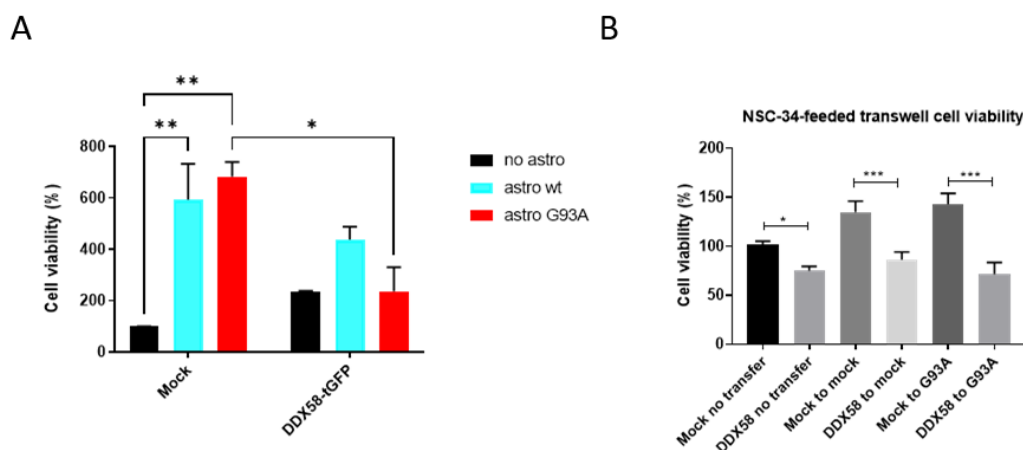 A
**
**
*
800
600
400
200
0
Cell viability (%)
Mock
DDX58-tGFP
no astro
astro wt
astro G93A
B
NSC-34-feeded transwell cell viability
200
150
100
50
0
Cell viability (%)
*
***
***
Mock no transfer
DDX58 no transfer
Mock to mock
DDX58 to mock
Mock to G93A
DDX58 to G93A